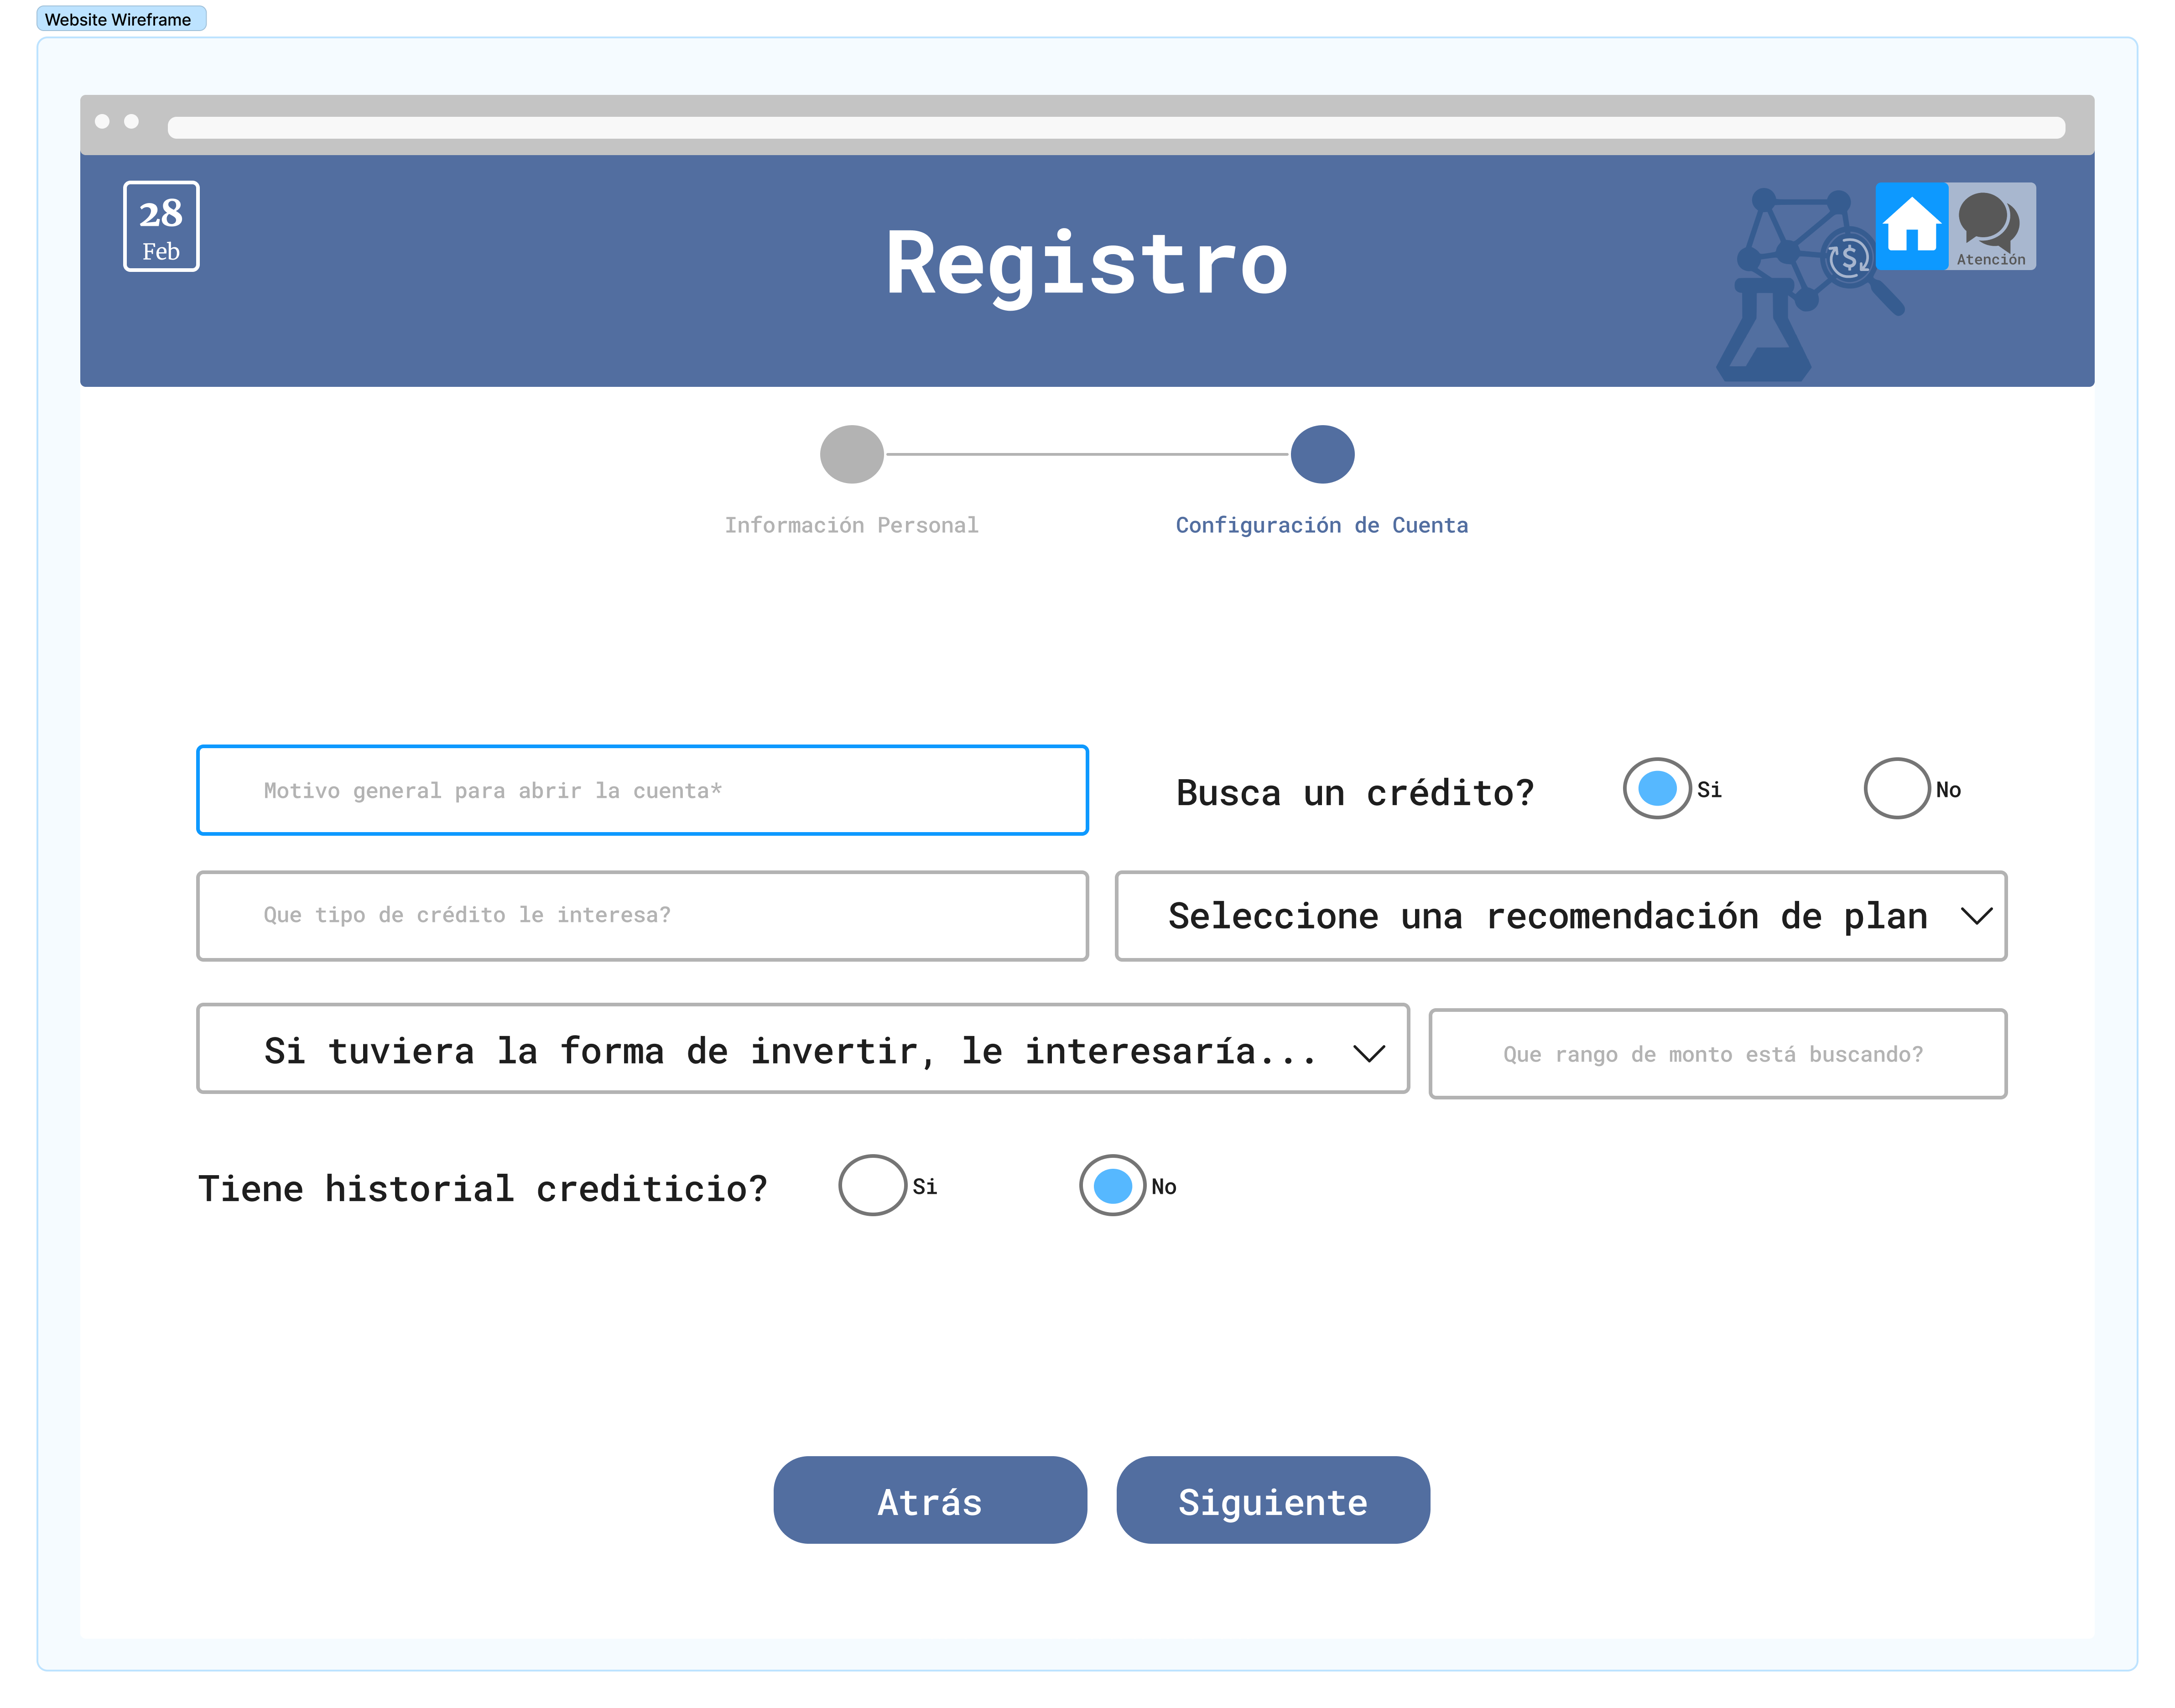 Website Wireframe
28
Feb
Registro
$
Atención
Información Personal
Configuración de Cuenta
Motivo general para abrir la cuenta*
Busca un crédito?
Si
No
Que tipo de crédito le interesa?
Seleccione una recomendación de plan
Si tuviera la forma de invertir, le interesaría...
Que rango de monto está buscando?
Tiene historial crediticio?
Si
No
Atrás
Siguiente